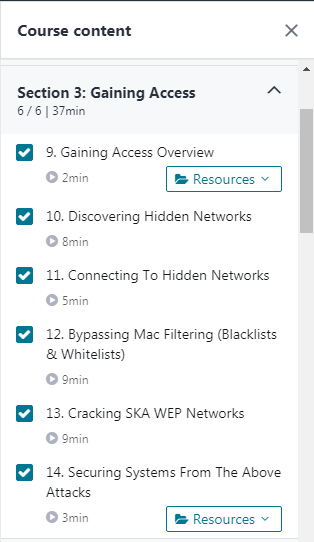 Course content
Section 3: Gaining Access
6 / 6 | 37min
9. Gaining Access Overview
2min
Resources
10. Discovering Hidden Networks
8min
11. Connecting To Hidden Networks
5min
12. Bypassing Mac Filtering (Blacklists
& Whitelists)
9min
13. Cracking SKA WEP Networks
9min
14. Securing Systems From The Above
Attacks
3min
Resources